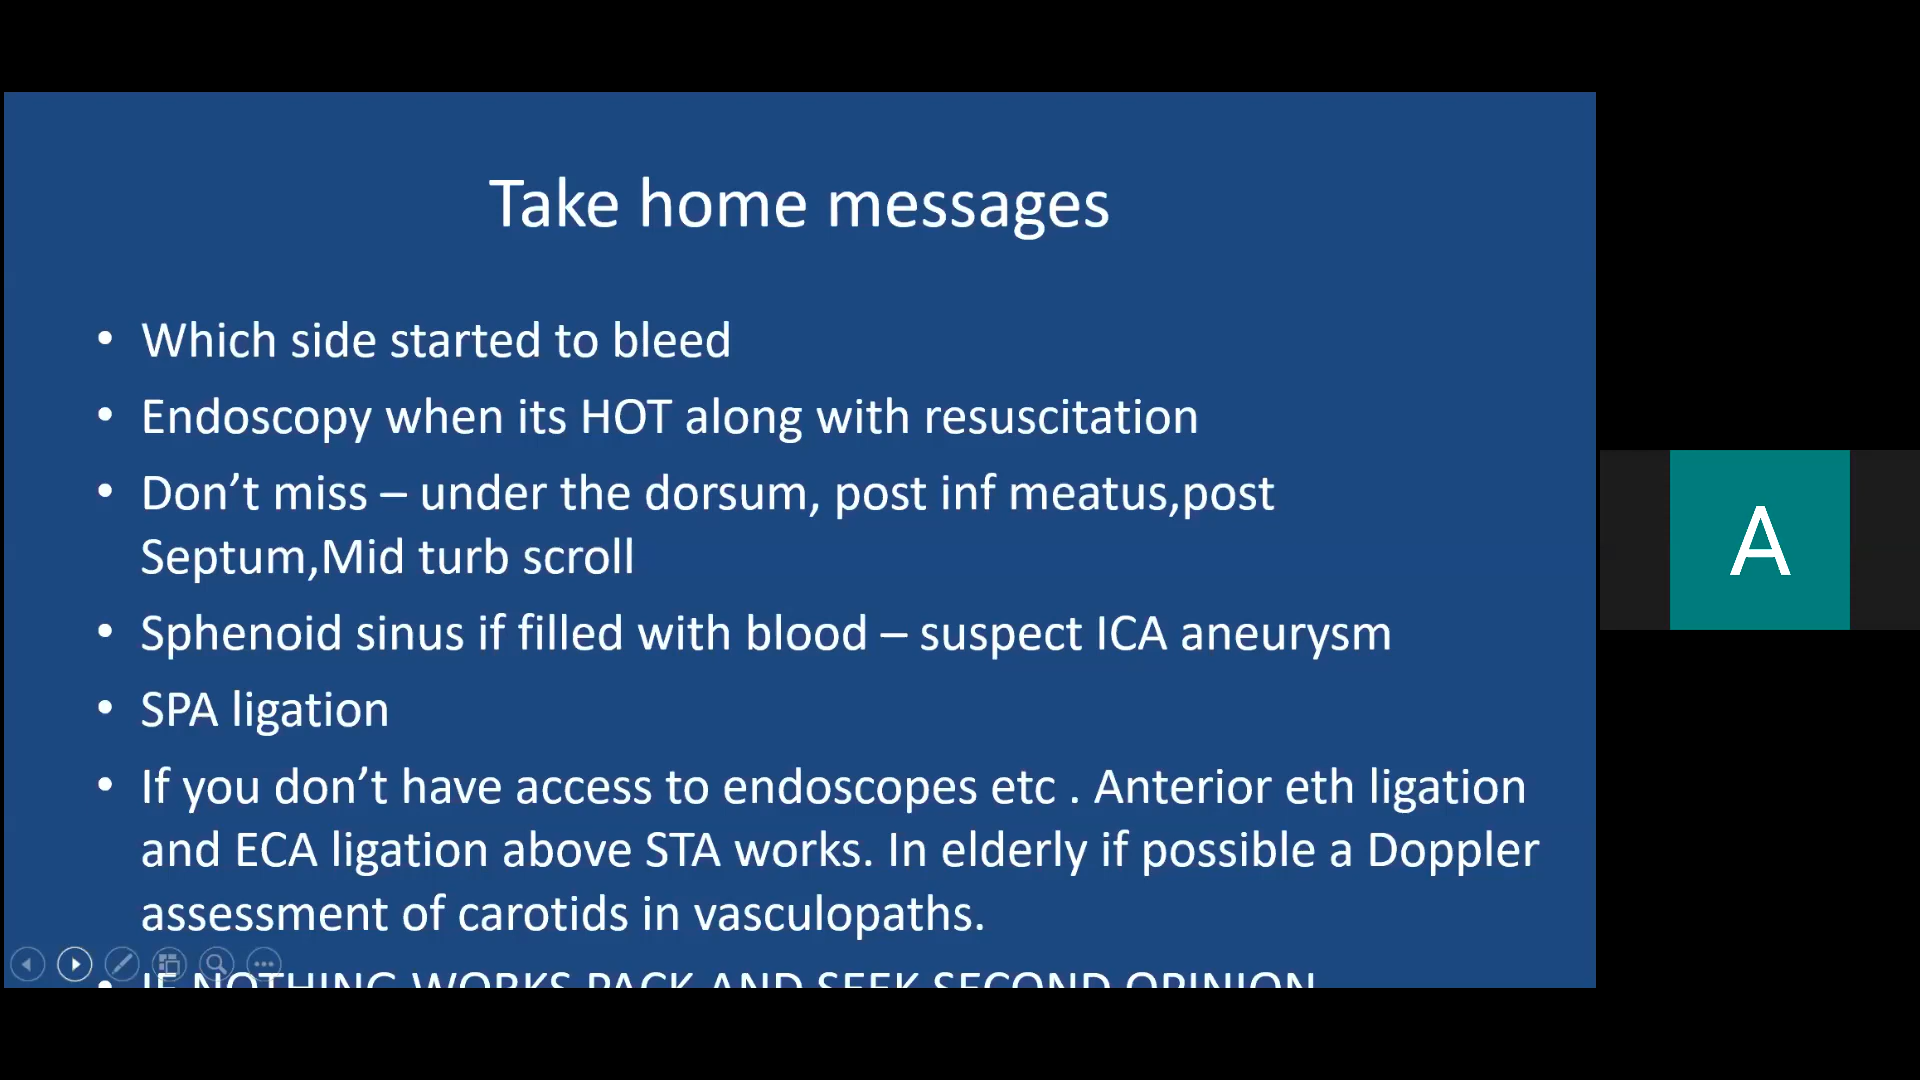 Take home messages
• Which side started to bleed
• Endoscopy when its HOT along with resuscitation
• Don’t miss – under the dorsum, post inf meatus,post
Septum,Mid turb scroll
• Sphenoid sinus if filled with blood – suspect ICA aneurysm
• SPA ligation
• If you don’t have access to endoscopes etc . Anterior eth ligation
and ECA ligation above STA works. In elderly if possible a Doppler
assessment of carotids in vasculopaths.
• IF NOTHING WORKS PACK AND SEEK SECOND OPINION
A